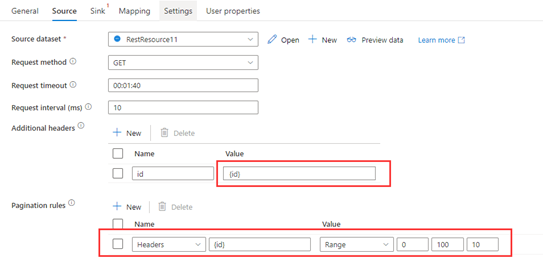 General Source Sink 1 Mapping Settings User properties
Source dataset * RestResource11 Open New Preview data Learn more
Request method GET
Request timeout 00:01:40
Request interval (ms) 10
Additional headers New Delete
Name Value
id {id}
Pagination rules New Delete
Name Value
Headers {id} Range 0 100 10